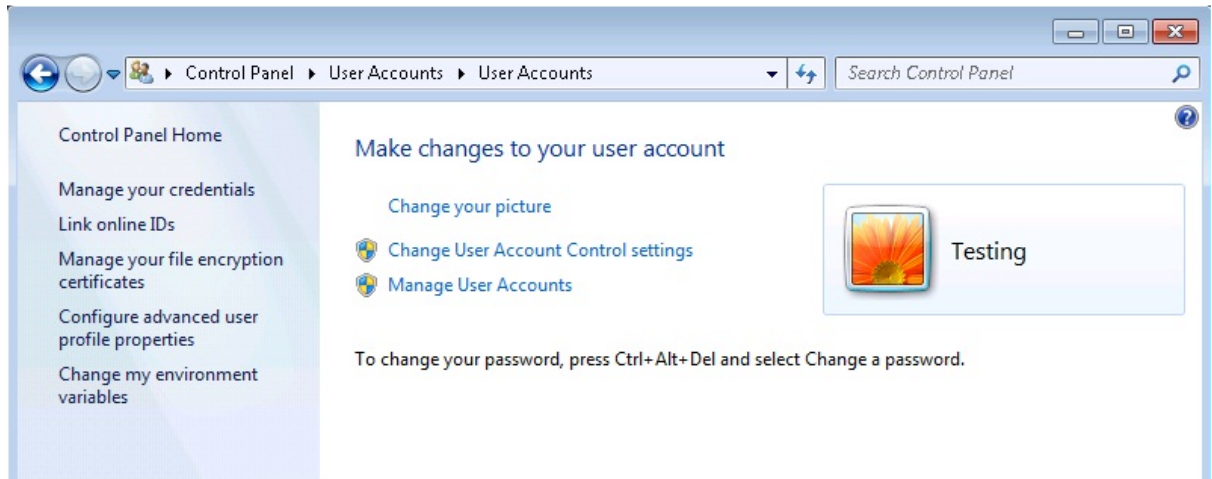 Control Panel User Accounts User Accounts
Search Control Panel
Control Panel Home
Manage your credentials
Link online IDs
Manage your file encryption
certificates
Configure advanced user
profile properties
Change my environment
variables
Make changes to your user account
Change your picture
Change User Account Control settings
Manage User Accounts
Testing
To change your password, press Ctrl+Alt+Del and select Change a password.